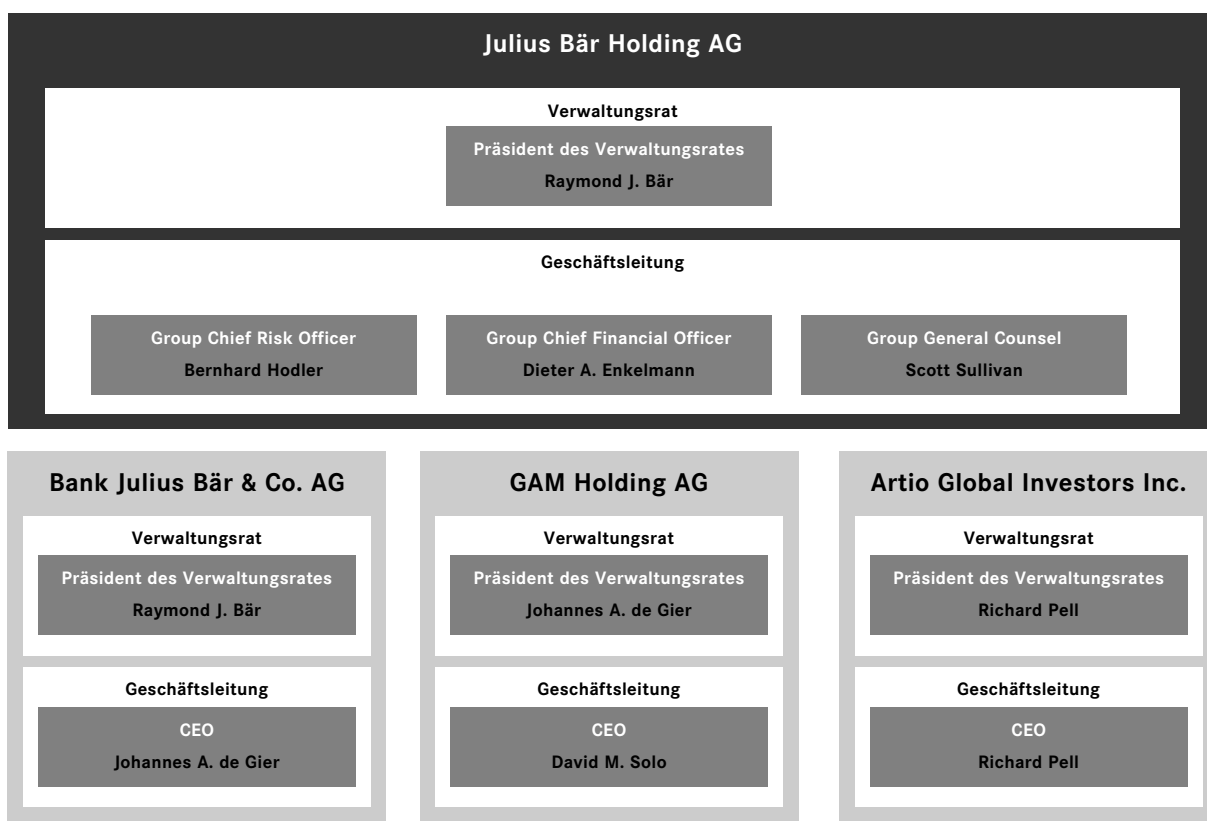 Julius Bär Holding AG
Verwaltungsrat
Präsident des Verwaltungsrates
Raymond J. Bär
Geschäftsleitung
Group Chief Risk Officer
Bernhard Hodler
Group Chief Financial Officer
Dieter A. Enkelmann
Group General Counsel
Scott Sullivan
Bank Julius Bär & Co. AG
Verwaltungsrat
Präsident des Verwaltungsrates
Raymond J. Bär
Geschäftsleitung
CEO
Johannes A. de Gier
GAM Holding AG
Verwaltungsrat
Präsident des Verwaltungsrates
Johannes A. de Gier
Geschäftsleitung
CEO
David M. Solo
Artio Global Investors Inc.
Verwaltungsrat
Präsident des Verwaltungsrates
Richard Pell
Geschäftsleitung
CEO
Richard Pell